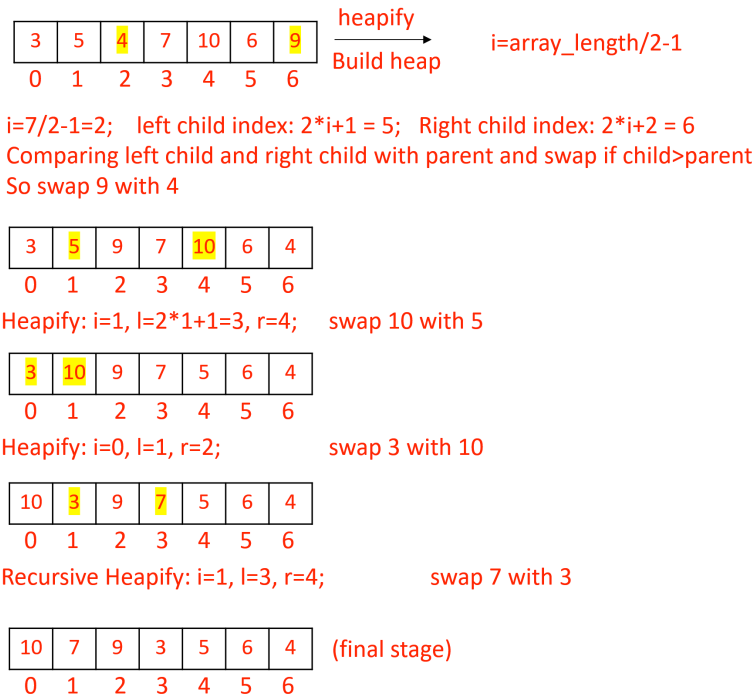 3 5 4 7 10 6 9 heapify
Build heap i=array_length/2-1
0 1 2 3 4 5 6
i=7/2-1=2; left child index: 2*i+1 = 5; Right child index: 2*i+2 = 6
Comparing left child and right child with parent and swap if child>parent
So swap 9 with 4
3 5 9 7 10 6 4
0 1 2 3 4 5 6
Heapify: i=1, l=2*1+1=3, r=4; swap 10 with 5
3 10 9 7 5 6 4
0 1 2 3 4 5 6
Heapify: i=0, l=1, r=2; swap 3 with 10
10 3 9 7 5 6 4
0 1 2 3 4 5 6
Recursive Heapify: i=1, l=3, r=4; swap 7 with 3
10 7 9 3 5 6 4 (final stage)
0 1 2 3 4 5 6